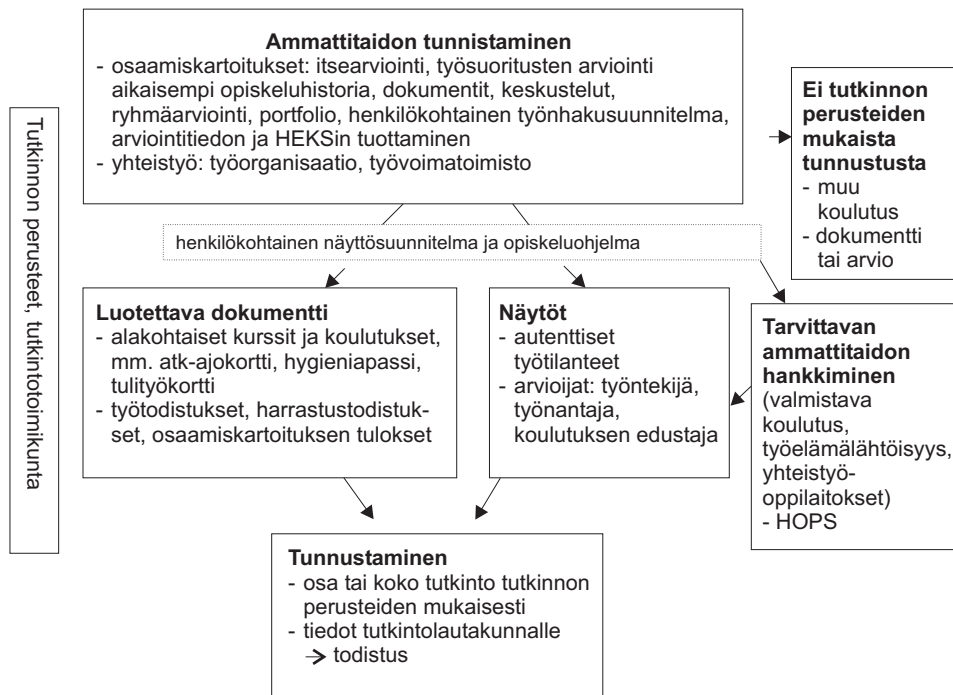 Ammattitaidon tunnistaminen
- osaamiskartoitukset: itsearviointi, työsuoritusten arviointi
aikaisempi opiskeluhistoria, dokumentit, keskustelut,
ryhmäarviointi, portfolio, henkilökohtainen työnhakusuunnitelma,
arviointitiedon ja HEKSin tuottaminen
- yhteistyö: työorganisaatio, työvoimatoimisto
Ei tutkinnon
perusteiden
mukaista
tunnustusta
- muu
koulutus
- dokumentti
tai arvio
Tutkinnon perusteet, tutkintotoimikunta
henkilökohtainen näyttösuunnitelma ja opiskeluohjelma
Luotettava dokumentti
- alakohtaiset kurssit ja koulutukset,
mm. atk-ajokortti, hygieniapassi,
tulityökortti
- työtodistukset, harrastustodistuk-
set, osaamiskartoituksen tulokset
Näytöt
- autenttiset
työtilanteet
- arvioijat: työntekijä,
työnantaja,
koulutuksen edustaja
Tarvittavan
ammattitaidon
hankkiminen
(valmistava
koulutus,
työelämälähtöisyys,
yhteistyö-
oppilaitokset)
- HOPS
Tunnustaminen
- osa tai koko tutkinto tutkinnon
perusteiden mukaisesti
- tiedot tutkintolautakunnalle
→ todistus